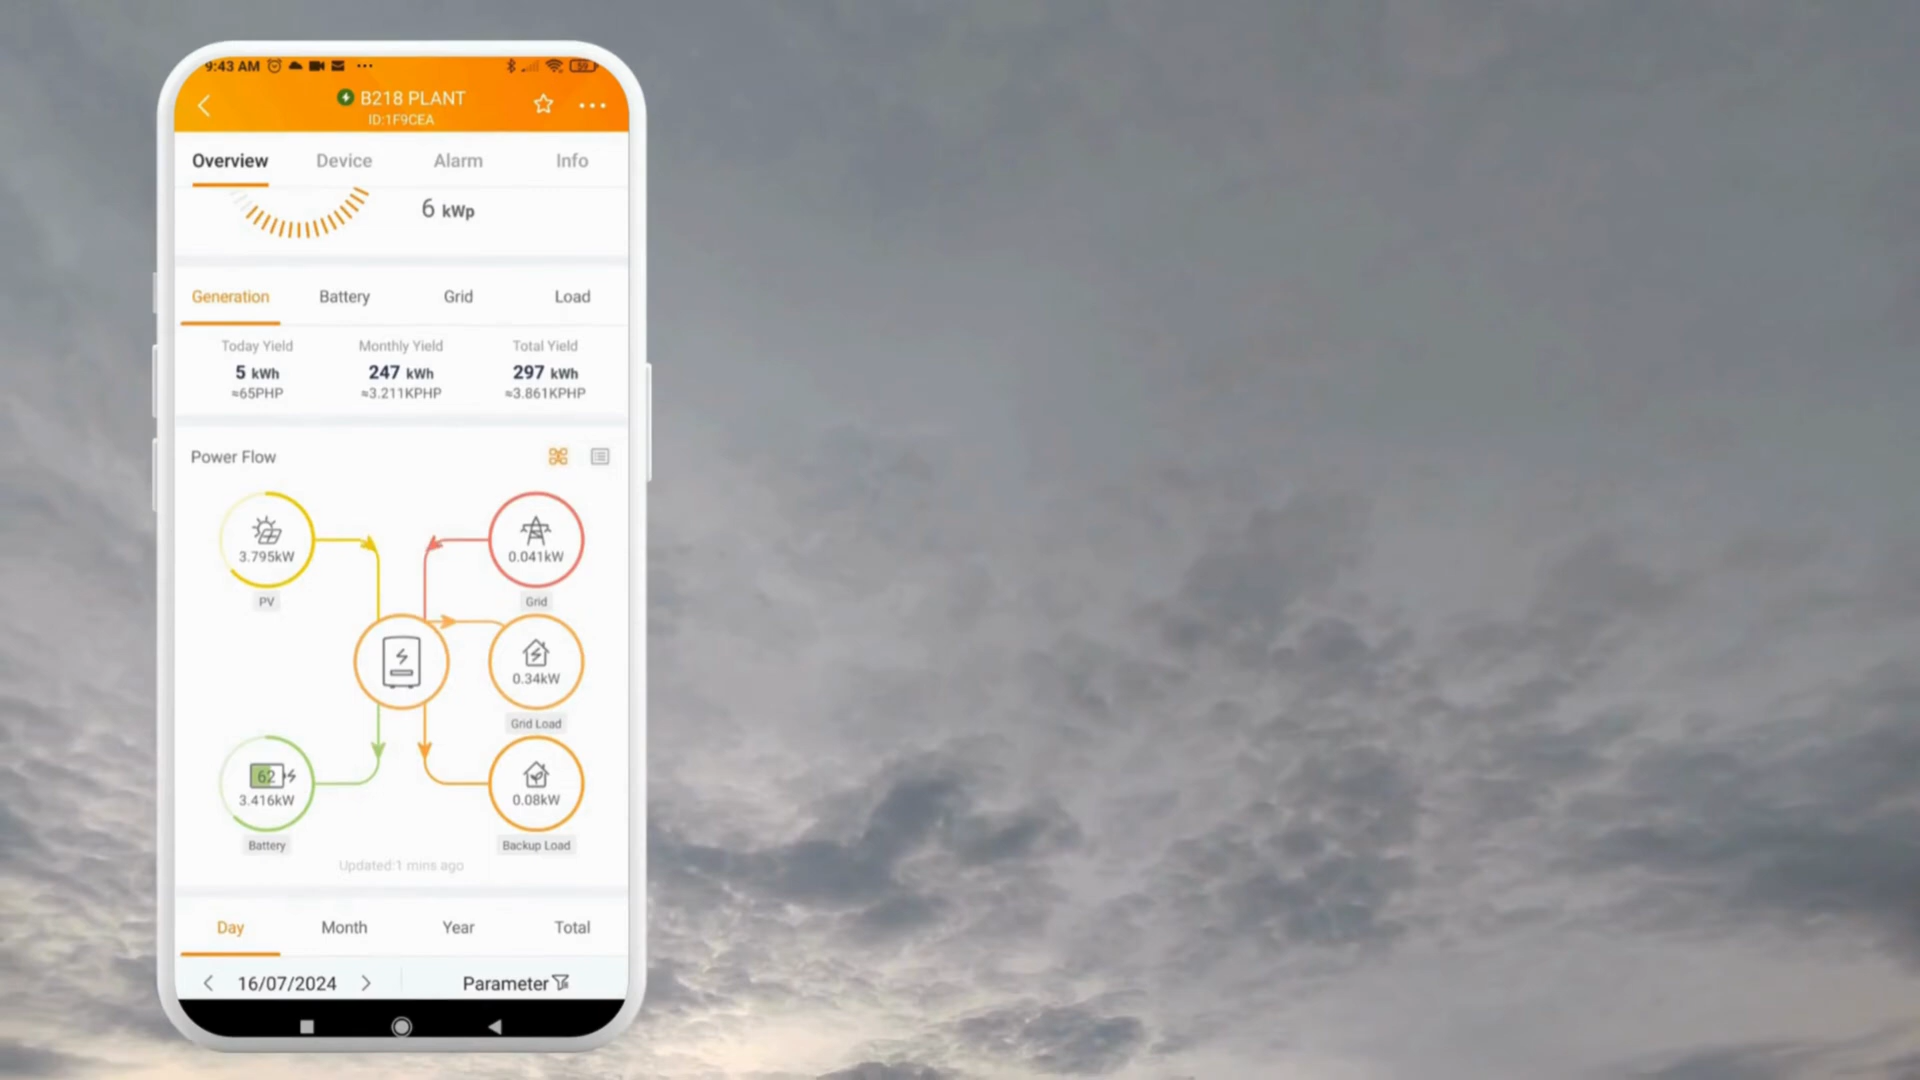 9:43 AM
59
B218 PLANT
ID:1F9CEA
Overview Device Alarm Info
6 kWp
Generation Battery Grid Load
Today Yield Monthly Yield Total Yield
5 kWh 247 kWh 297 kWh
≈65PHP ≈3.211KPHP ≈3.861KPHP
Power Flow
3.795kW 0.041kW
PV Grid
0.34kW
Grid Load
62
3.416kW 0.08kW
Battery Backup Load
Updated:1 mins ago
Day Month Year Total
16/07/2024 Parameter